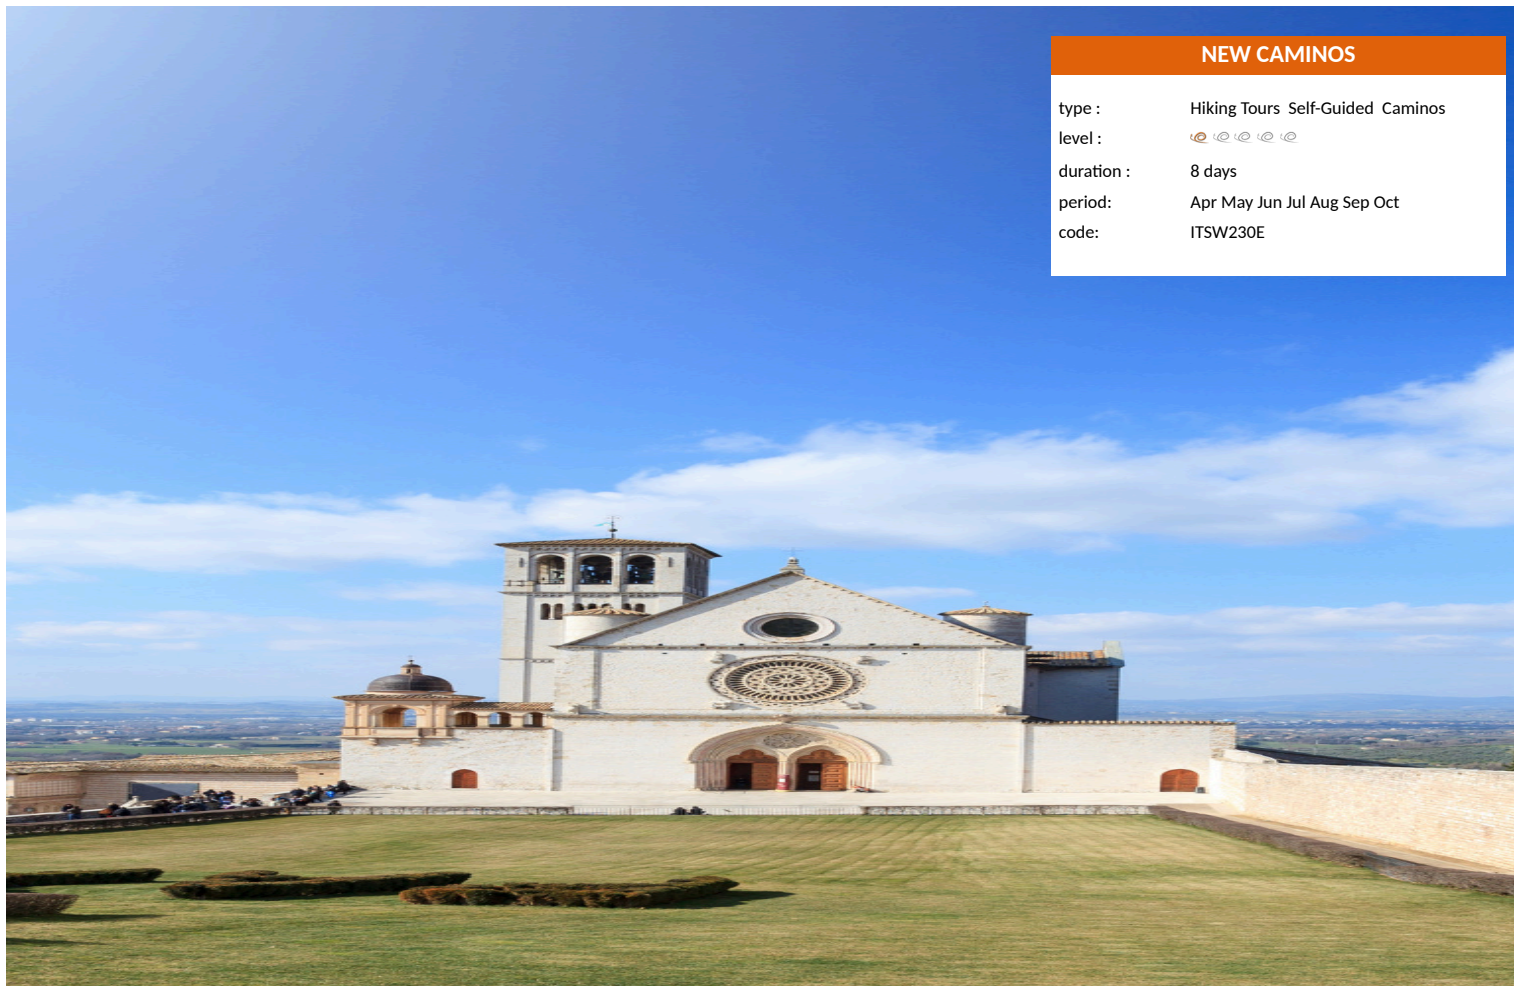 NEW CAMINOS
type : Hiking Tours Self-Guided Caminos
level :
duration : 8 days
period: Apr May Jun Jul Aug Sep Oct
code: ITSW230E